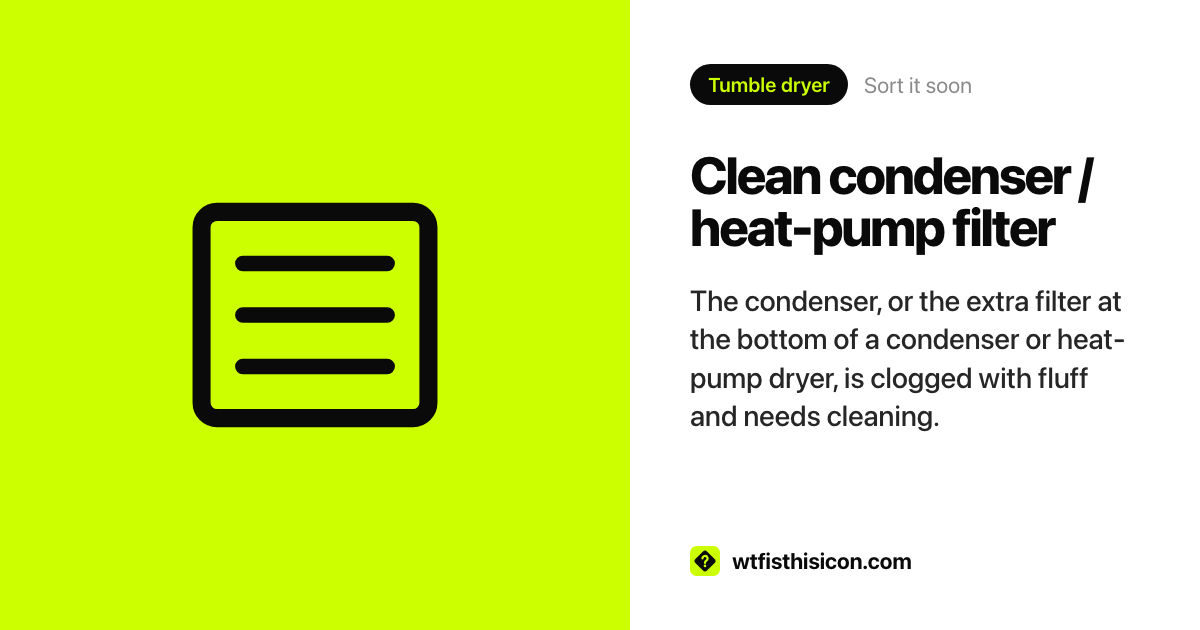 Tumble dryer Sort it soon
Clean condenser /
heat-pump filter
The condenser, or the extra filter at
the bottom of a condenser or heat-
pump dryer, is clogged with fluff
and needs cleaning.
? wtfisthisicon.com